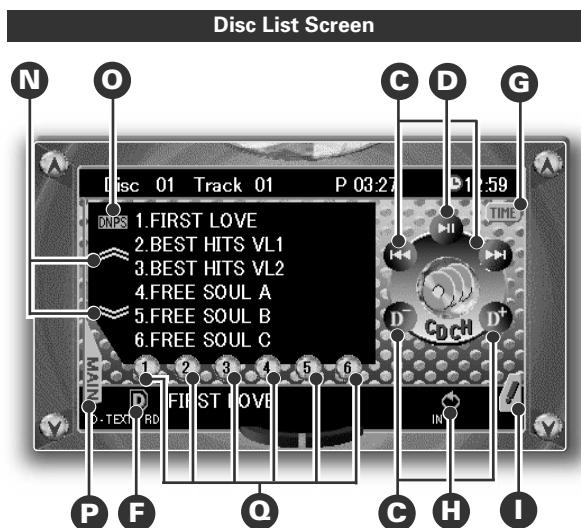 Disc List Screen
N O C D G
Disc 01 Track 01 P 03:27 12:59
TIME
DNPS 1.FIRST LOVE
2.BEST HITS VL1
3.BEST HITS VL2
4.FREE SOUL A
5.FREE SOUL B
6.FREE SOUL C
D- D+
CDCH
1 2 3 4 5 6
MAIN
D FIRST LOVE
IN
P F Q C H I